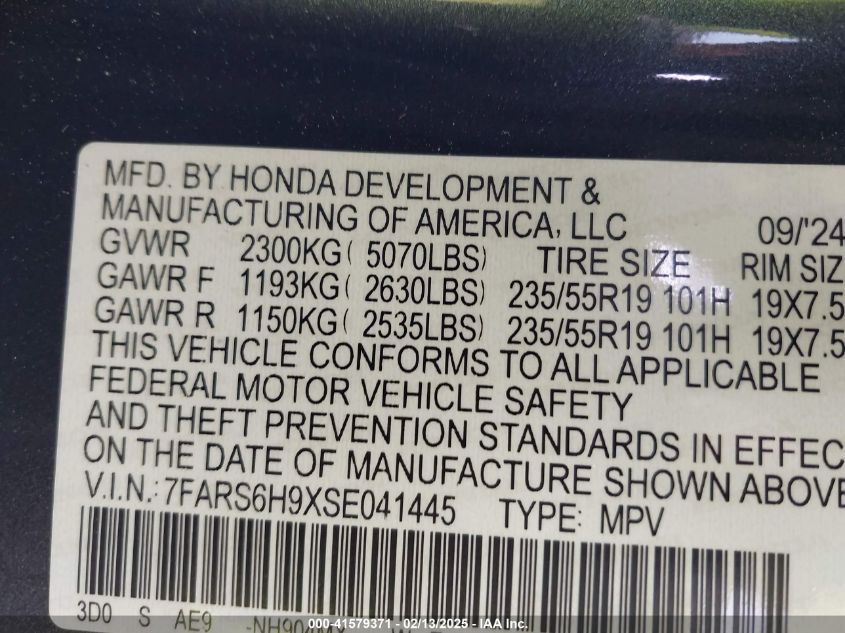 MFD. BY HONDA DEVELOPMENT &
MANUFACTURING OF AMERICA, LLC 09/'24
GVWR 2300KG( 5070LBS) TIRE SIZE RIM SIZ
GAWR F 1193KG( 2630LBS) 235/55R19 101H 19X7.5
GAWR R 1150KG( 2535LBS) 235/55R19 101H 19X7.5
THIS VEHICLE CONFORMS TO ALL APPLICABLE
FEDERAL MOTOR VEHICLE SAFETY
AND THEFT PREVENTION STANDARDS IN EFFEC
ON THE DATE OF MANUFACTURE SHOWN ABOVE
V.I.N.: 7FARS6H9XSE041445 TYPE: MPV
3D0 S AE9
000-41579371 - 02/13/2025 - IAA Inc.